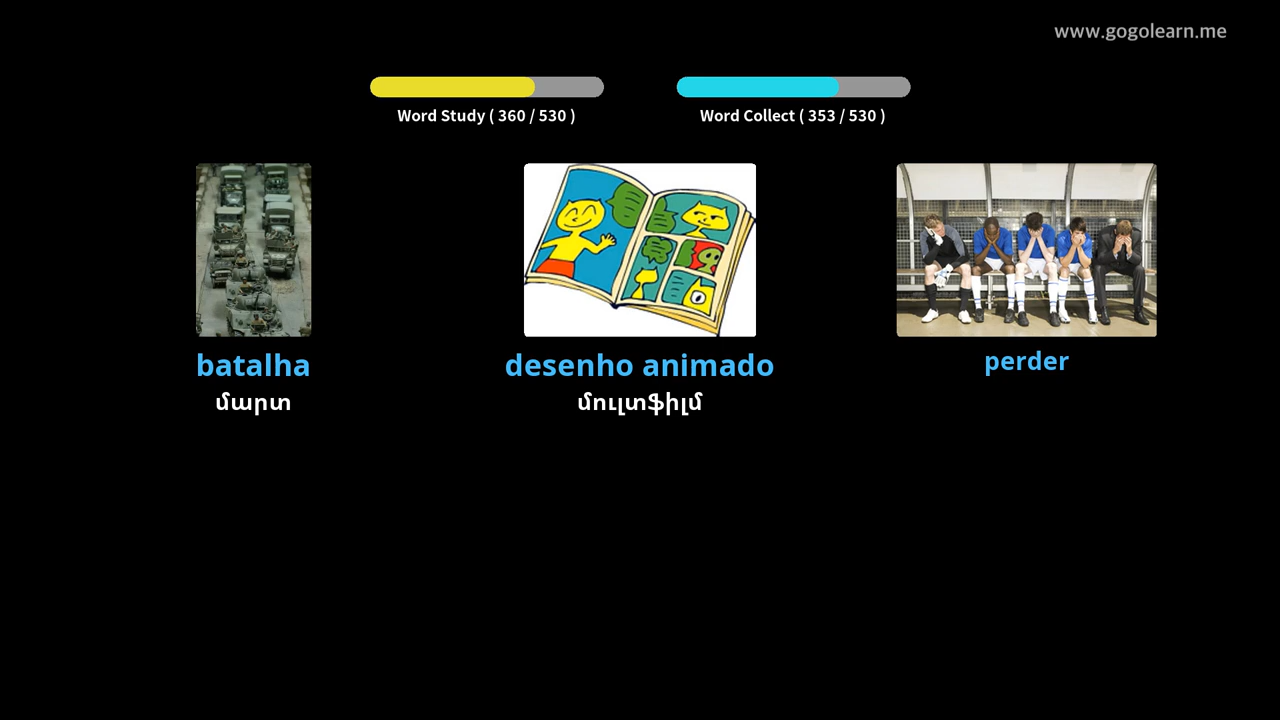 www.gogolearn.me
Word Study ( 360 / 530 )
Word Collect ( 353 / 530 )
batalha
մարտ
desenho animado
մուլտֆիլմ
perder